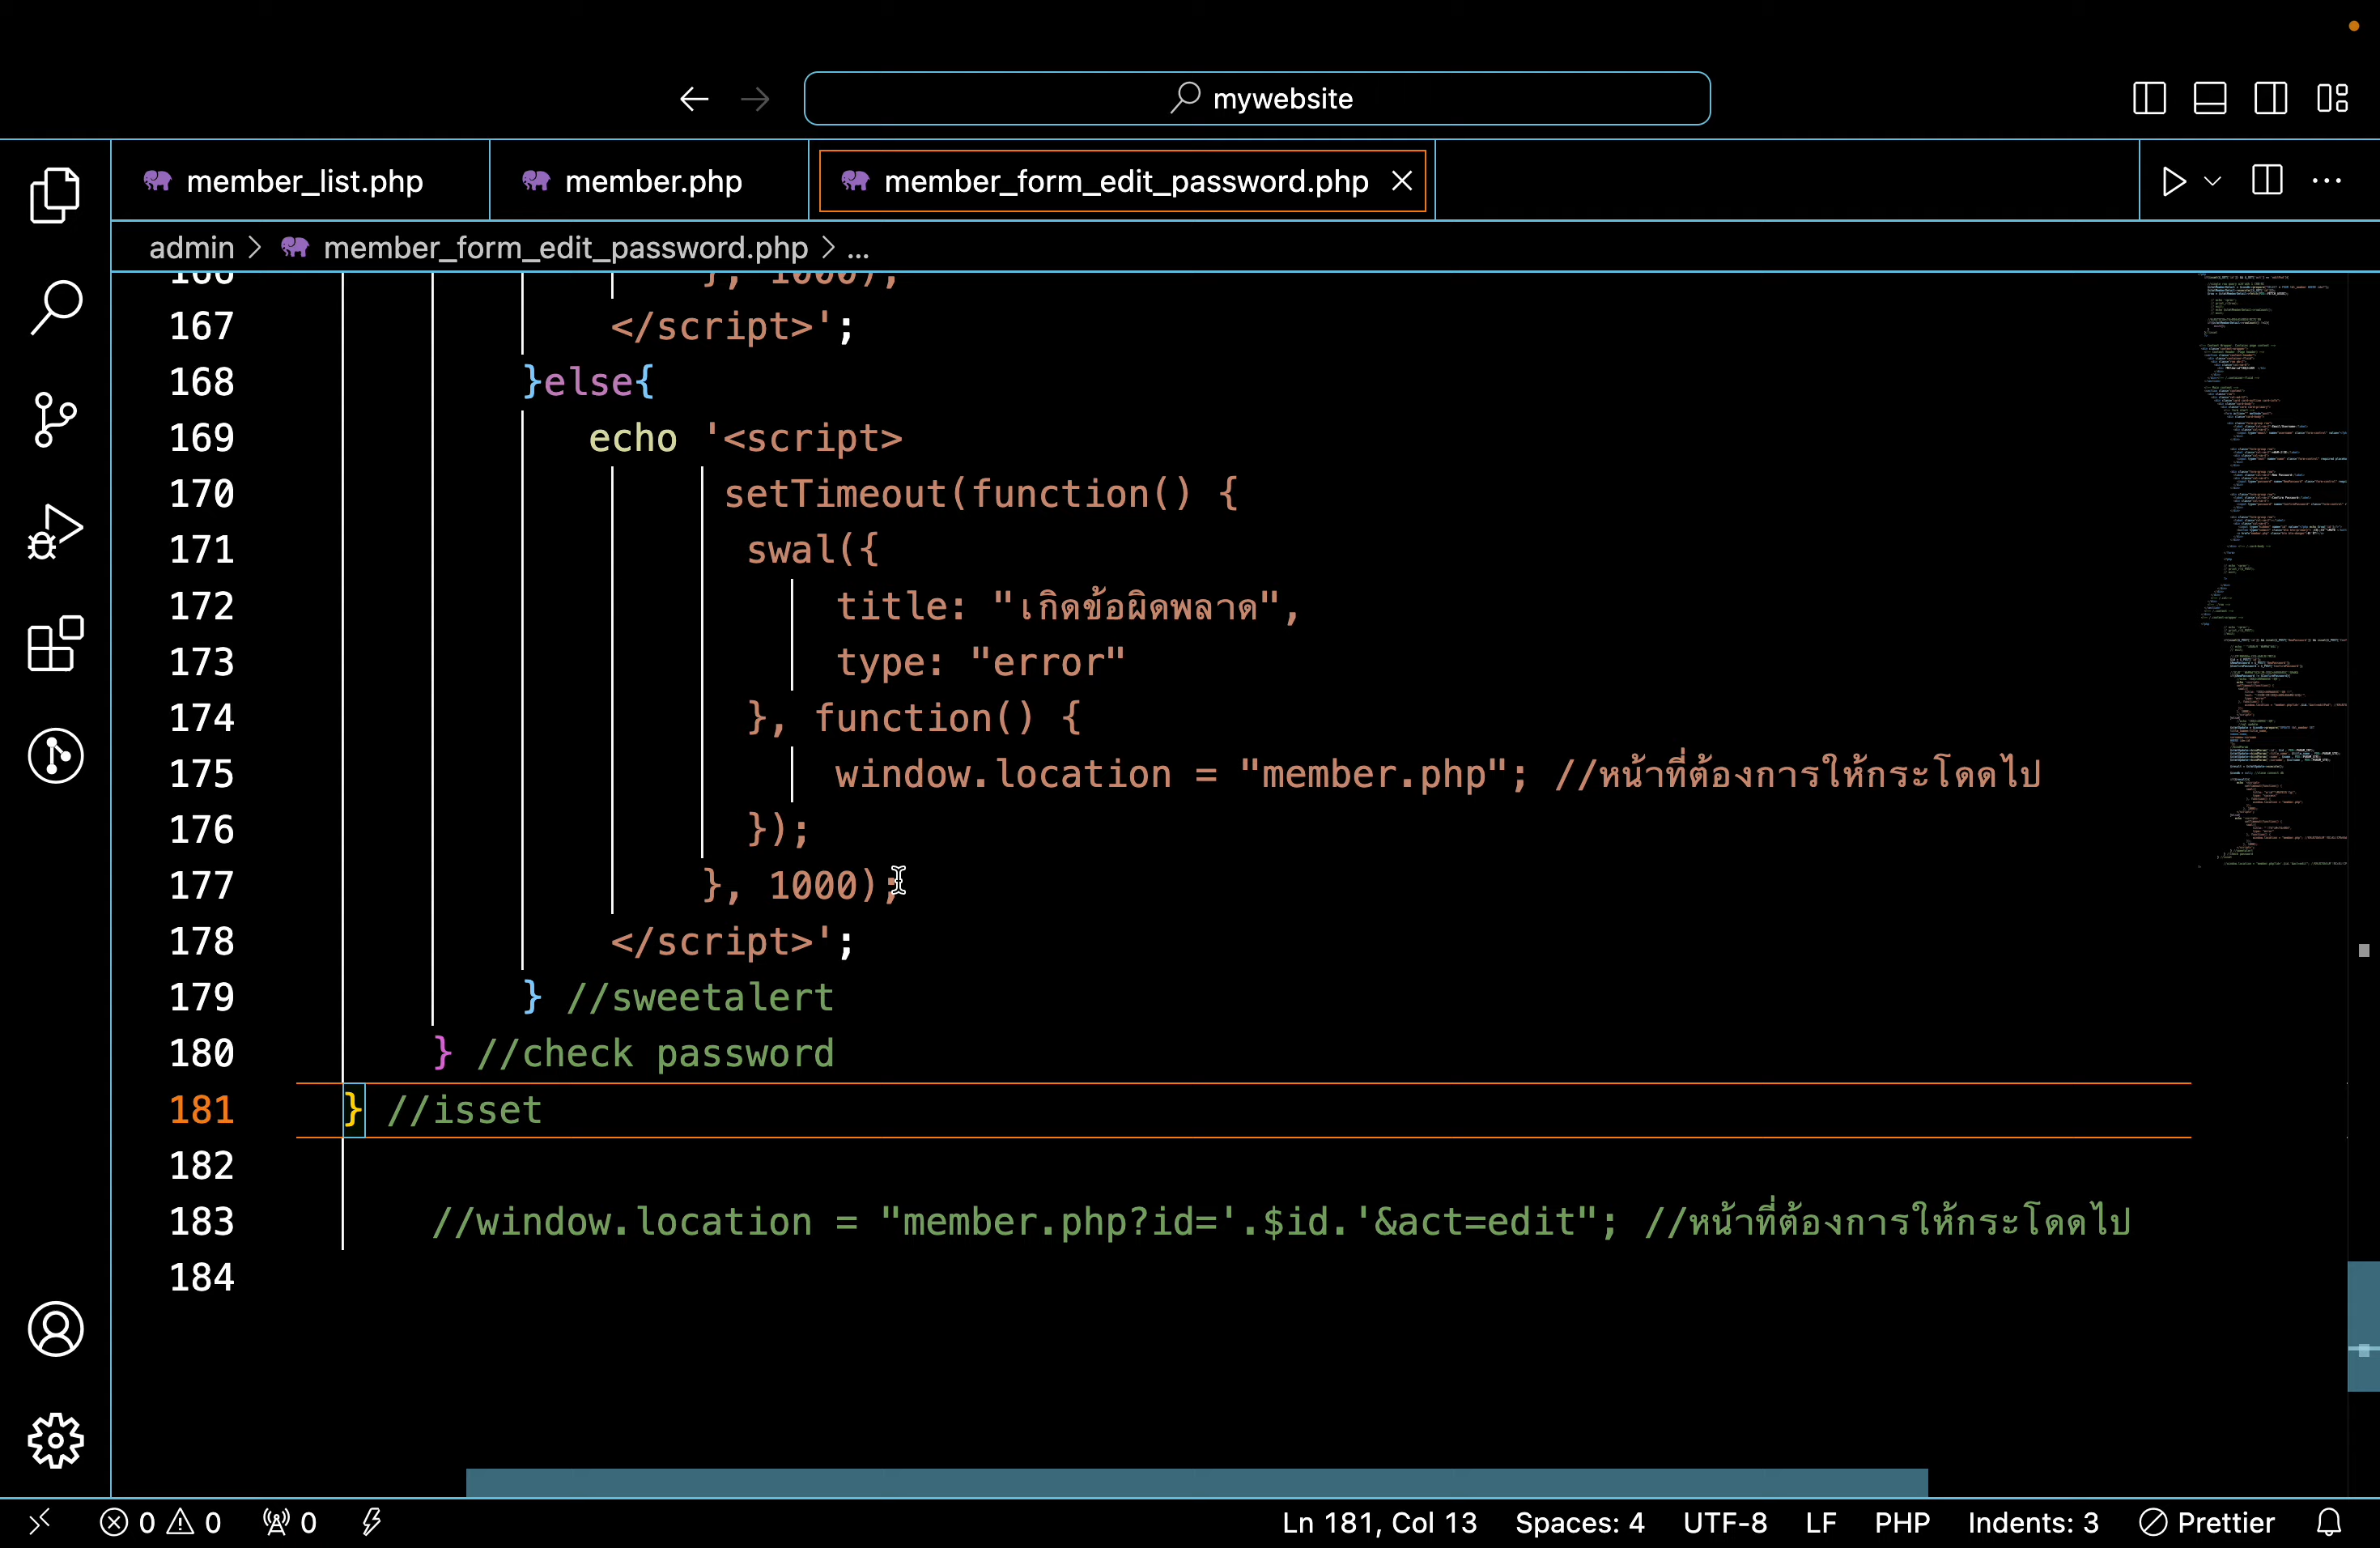 mywebsite
member_list.php
member.php
member_form_edit_password.php
admin > member_form_edit_password.php > ...
166 }, 1000);
167 </script>';
168 }else{
169 echo '<script>
170 setTimeout(function() {
171 swal({
172 title: "เกิดข้อผิดพลาด",
173 type: "error"
174 }, function() {
175 window.location = "member.php"; //หน้าที่ต้องการให้กระโดดไป
176 });
177 }, 1000);
178 </script>';
179 } //sweetalert
180 } //check password
181 } //isset
182
183 //window.location = "member.php?id='.$id.'&act=edit"; //หน้าที่ต้องการให้กระโดดไป
184
0 0 0 Ln 181, Col 13 Spaces: 4 UTF-8 LF PHP Indents: 3 Prettier